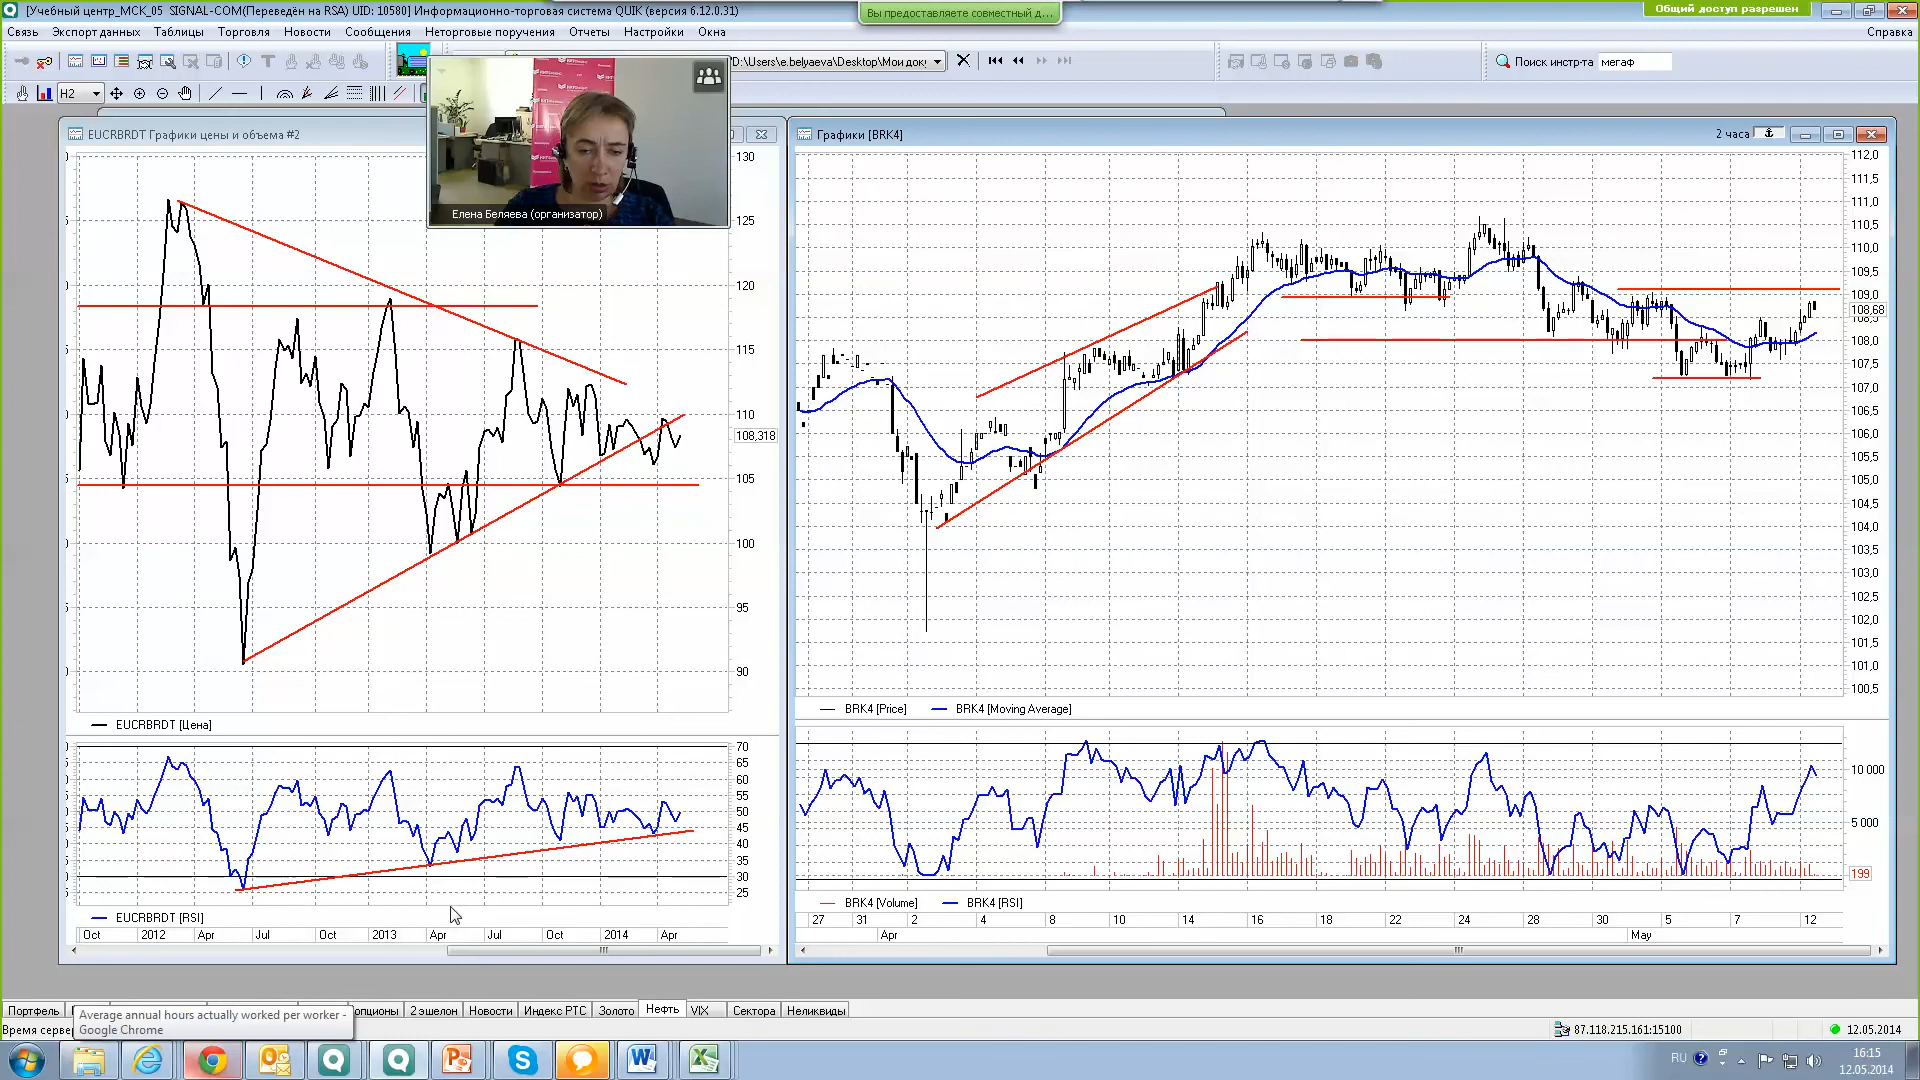 [Учебный центр_МСК_05  SIGNAL-COM(Переведён на RSA) UID: 10580] Информационно-торговая система QUIK (версия 6.12.0.31)
Вы предоставляете совместный д...
Общий доступ разрешен
Связь Экспорт данных Таблицы Торговля Новости Сообщения Неторговые поручения Отчеты Настройки Окна Справка
D:\Users\e.belyaeva\Desktop\Мои доку
Поиск инстр-та мегаф
H2
EUCRBRDT Графики цены и объема #2
Елена Беляева (организатор)
Графики [BRK4]
2 часа
130
125
120
115
110
108,318
105
100
95
90
EUCRBRDT [Цена]
70
65
60
55
50
45
40
35
30
25
EUCRBRDT [RSI]
Oct 2012 Apr Jul Oct 2013 Apr Jul Oct 2014 Apr
112,0
111,5
111,0
110,5
110,0
109,5
109,0
108,68
108,5
108,0
107,5
107,0
106,5
106,0
105,5
105,0
104,5
104,0
103,5
103,0
102,5
102,0
101,5
101,0
100,5
BRK4 [Price] BRK4 [Moving Average]
10 000
5 000
199
BRK4 [Volume] BRK4 [RSI]
27 31 2 4 8 10 14 16 18 22 24 28 30 5 7 12
Apr May
Портфель опционы 2 эшелон Новости Индекс РТС Золото Нефть VIX Сектора Неликвиды
Average annual hours actually worked per worker -
Google Chrome
Время серве
87.118.215.161:15100
12.05.2014
RU
16:15
12.05.2014